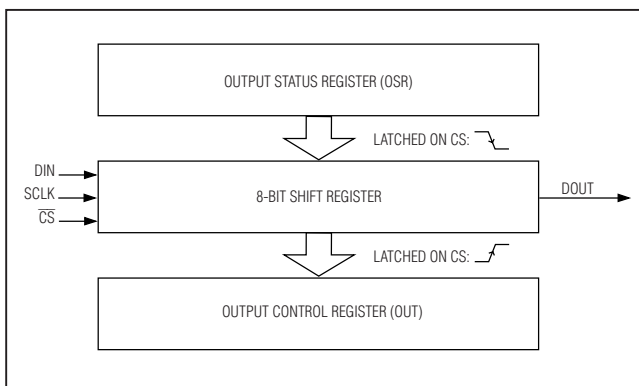 OUTPUT STATUS REGISTER (OSR)
LATCHED ON CS:
DIN
SCLK
CS
8-BIT SHIFT REGISTER
DOUT
LATCHED ON CS:
OUTPUT CONTROL REGISTER (OUT)